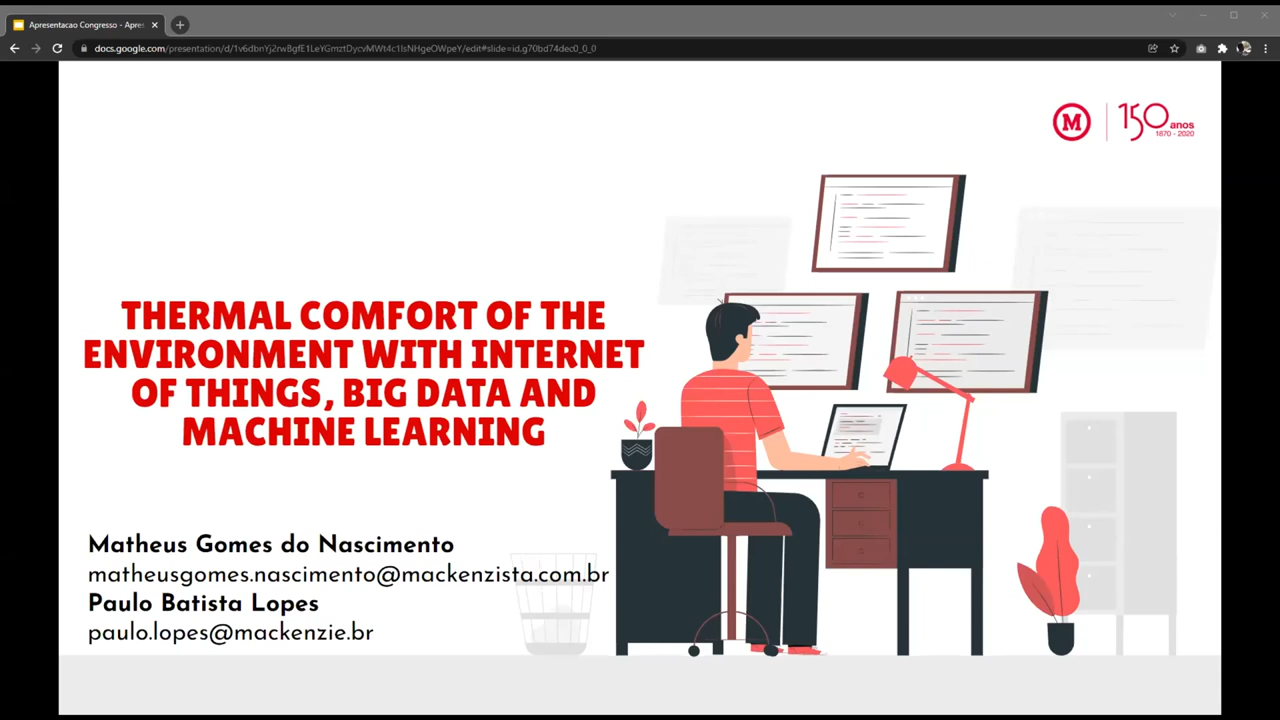 Apresentacao Congresso - Apres
docs.google.com/presentation/d/1v6dbnYj2rwBgfE1LeYGmztDycvMWt4c1lsNHgeOWpeY/edit#slide=id.g70bd74dec0_0_0
M
150 anos
1870 - 2020
THERMAL COMFORT OF THE
ENVIRONMENT WITH INTERNET
OF THINGS, BIG DATA AND
MACHINE LEARNING
Matheus Gomes do Nascimento
matheusgomes.nascimento@mackenzista.com.br
Paulo Batista Lopes
paulo.lopes@mackenzie.br